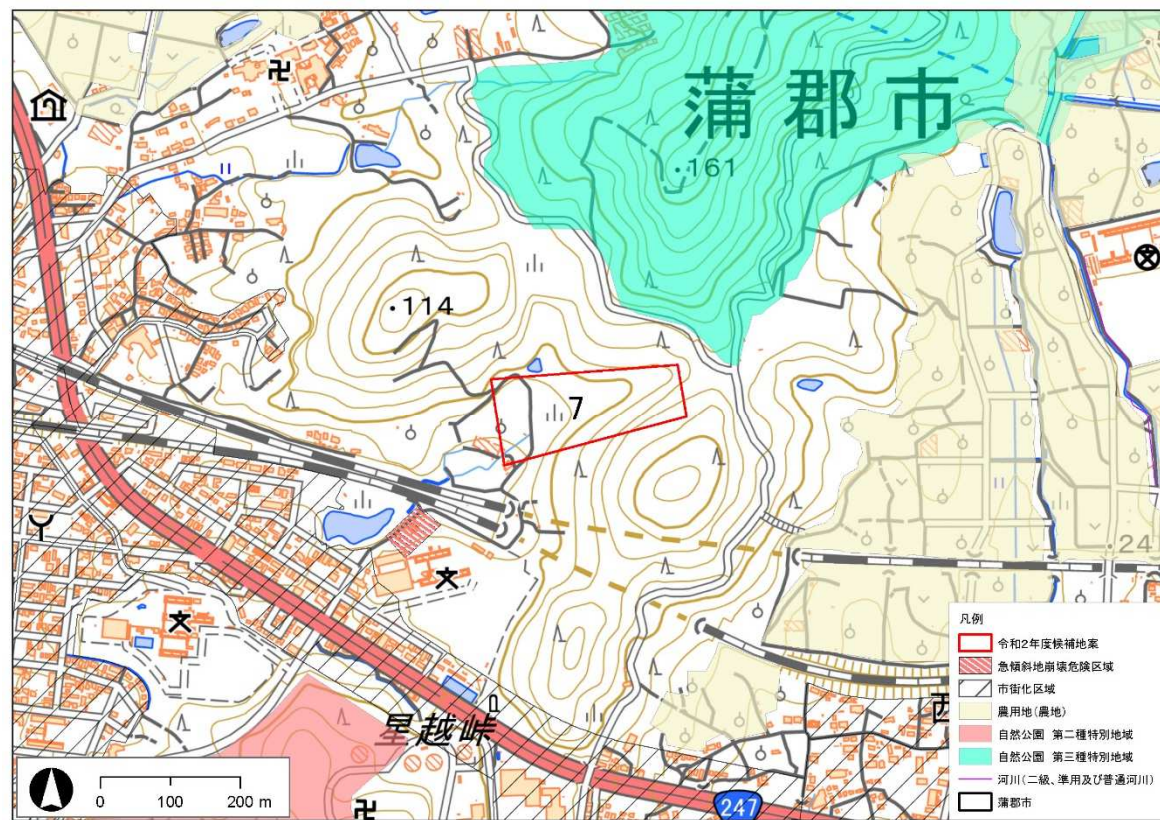 蒲郡市
161
114
7
24
西
星越峠
247
0 100 200 m
凡例
令和2年度候補地案
急傾斜地崩壊危険区域
市街化区域
農用地(農地)
自然公園 第二種特別地域
自然公園 第三種特別地域
河川(二級、準用及び普通河川)
蒲郡市